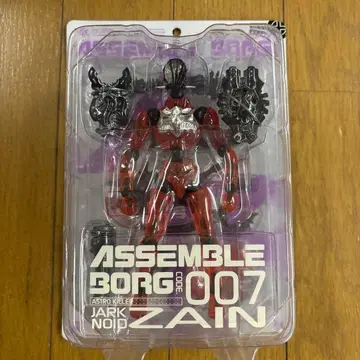 ASSEMBLE
BORG
CODE:
007
ASTRO KILLER
JARK
NOID
ZAIN